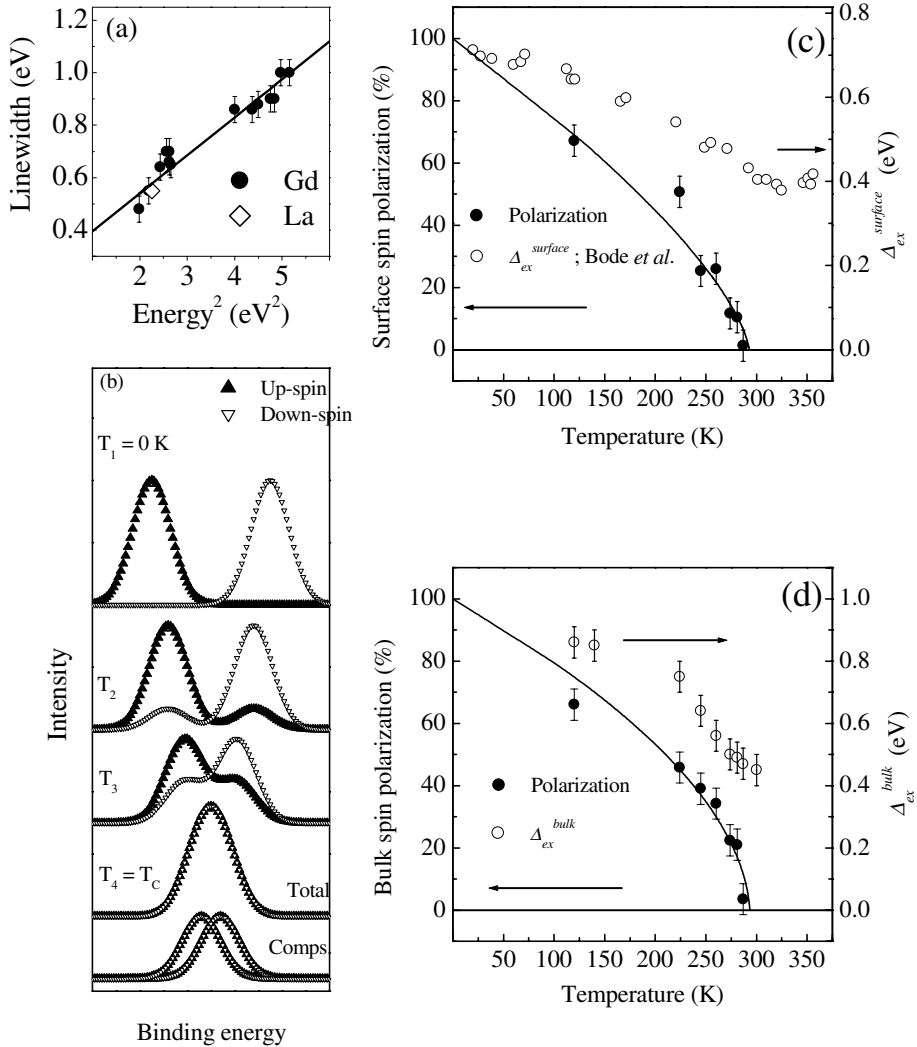 (a)
Linewidth (eV)
1.2
1.0
0.8
0.6
0.4
Gd
La
2 3 4 5
Energy² (eV²)
(b)
Up-spin
Down-spin
T₁ = 0 K
T₂
T₃
T₄ = T_C
Total
Comps.
Intensity
Binding energy
(c)
Surface spin polarization (%)
100
80
60
40
20
0
Polarization
Δ_ex^surface ; Bode et al.
0.8
0.6
0.4
0.2
0.0
Δ_ex^surface (eV)
50 100 150 200 250 300 350
Temperature (K)
(d)
Bulk spin polarization (%)
100
80
60
40
20
0
Polarization
Δ_ex^bulk
1.0
0.8
0.6
0.4
0.2
0.0
Δ_ex^bulk (eV)
50 100 150 200 250 300 350
Temperature (K)